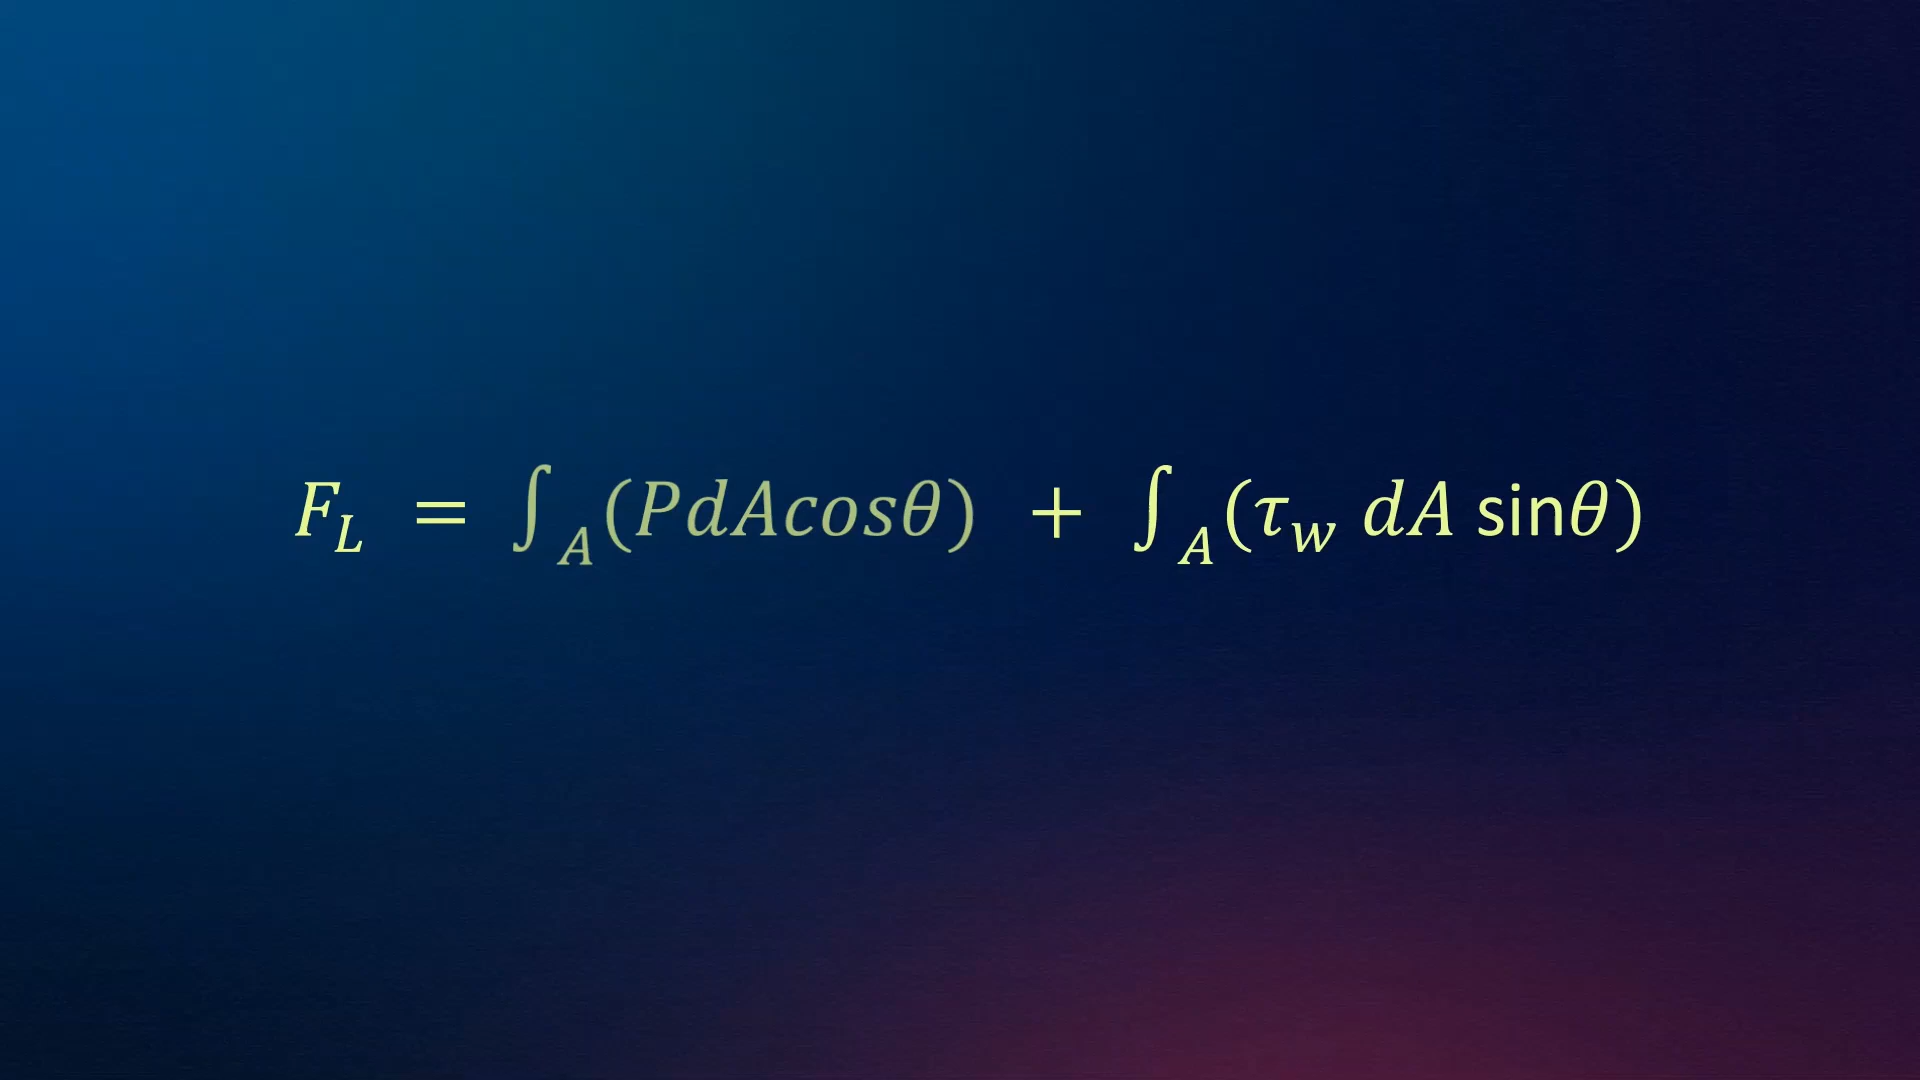 F_L = ∫_A(PdAcosθ) + ∫_A(τ_w dA sinθ)